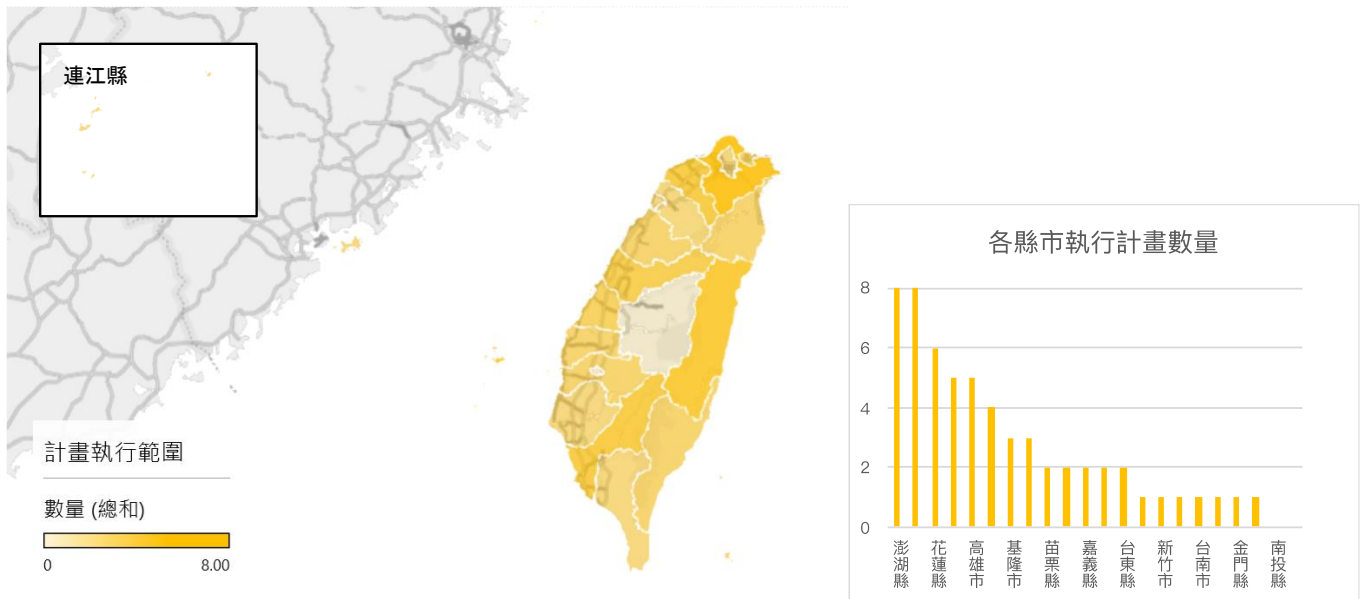 連江縣
計畫執行範圍
數量 (總和)
0
8.00
各縣市執行計畫數量
8
6
4
2
0
澎湖縣
花蓮縣
高雄市
基隆市
苗栗縣
嘉義縣
台東縣
新竹市
台南市
金門縣
南投縣